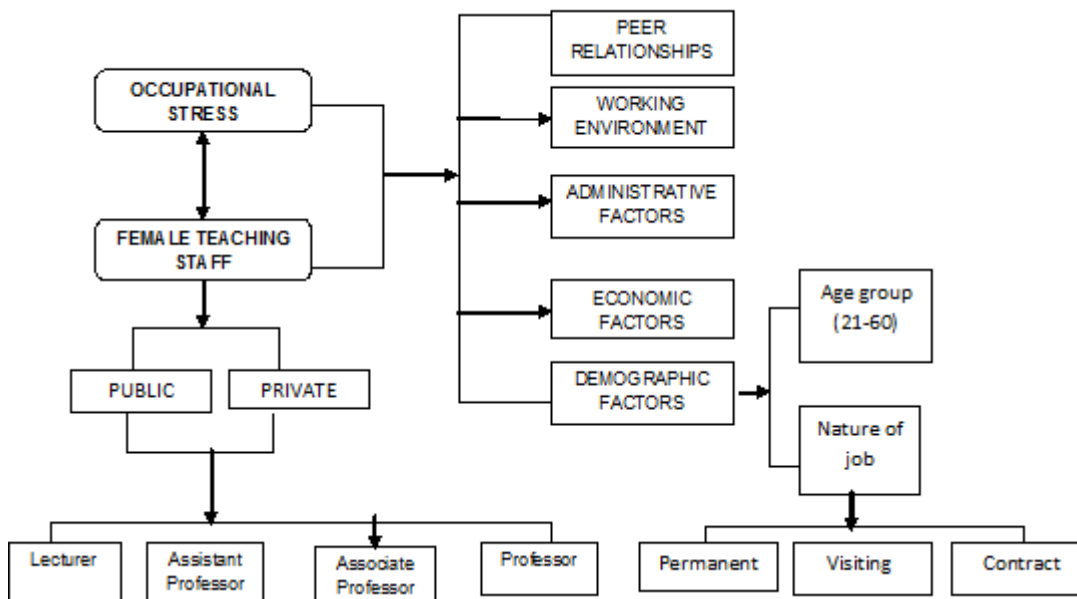 PEER
RELATIONSHIPS
OCCUPATIONAL
STRESS
WORKING
ENVIRONMENT
ADMINISTRATIVE
FACTORS
FEMALE TEACHING
STAFF
ECONOMIC
FACTORS
Age group
(21-60)
PUBLIC
PRIVATE
DEMOGRAPHIC
FACTORS
Nature of
job
Lecturer
Assistant
Professor
Associate
Professor
Professor
Permanent
Visiting
Contract